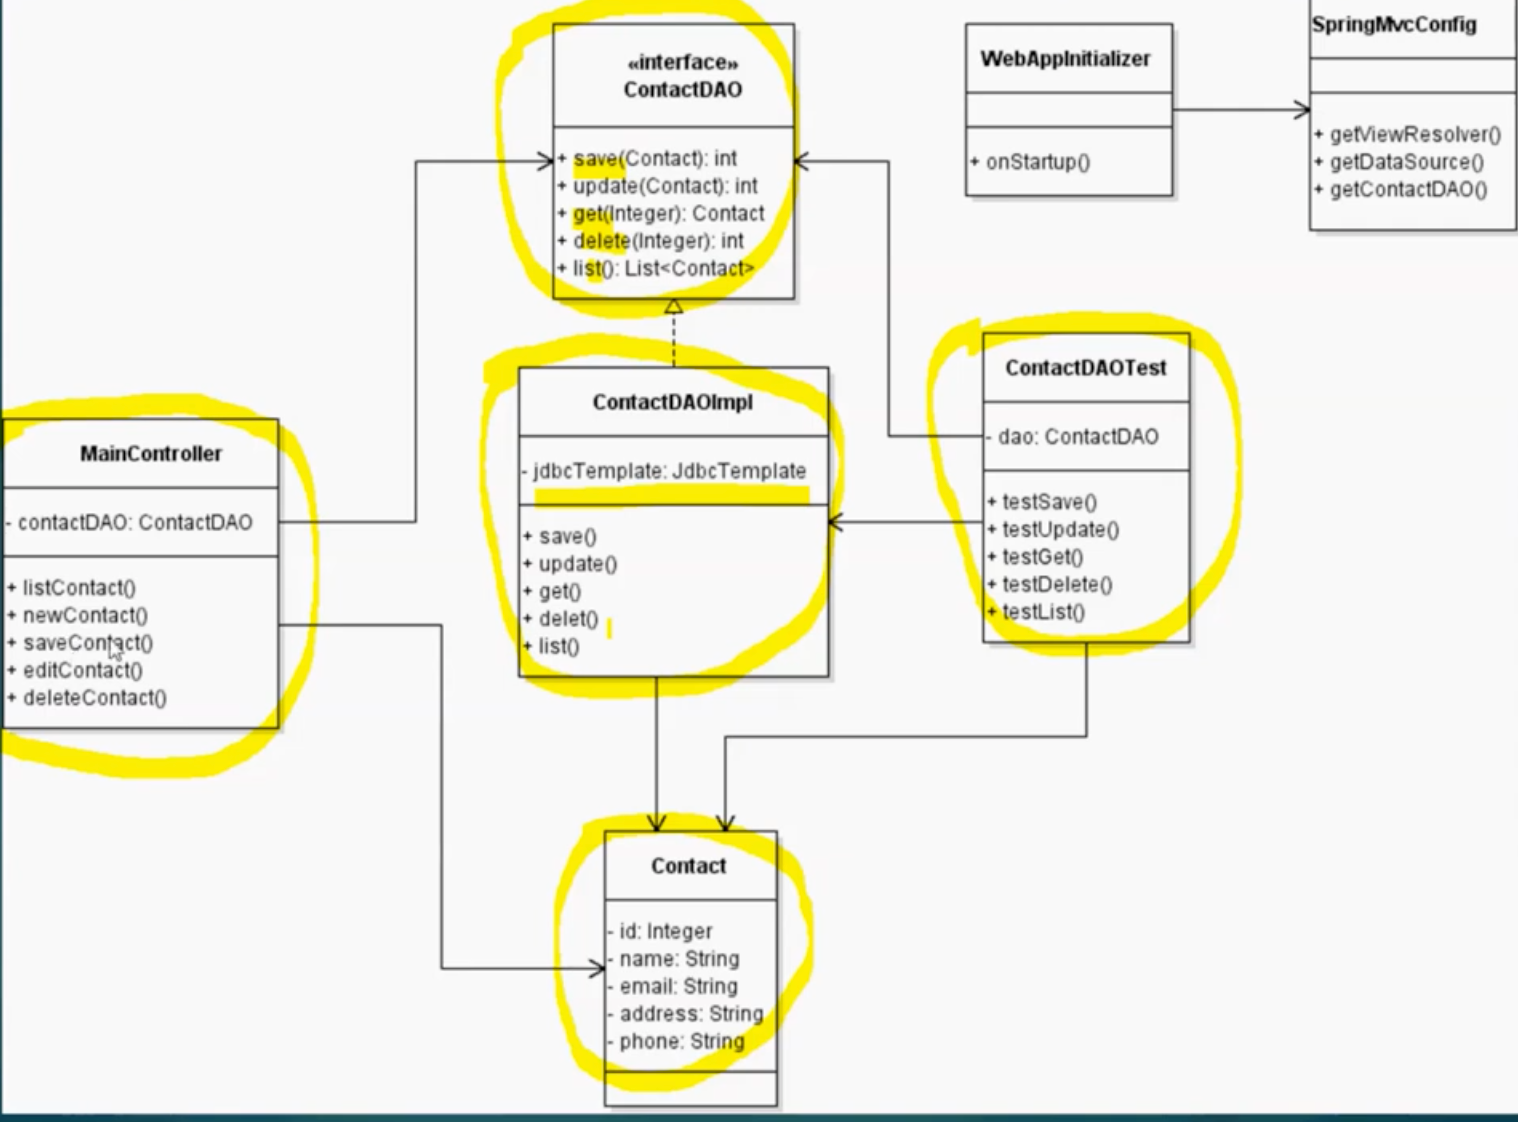 «interface»
ContactDAO
+ save(Contact): int
+ update(Contact): int
+ get(Integer): Contact
+ delete(Integer): int
+ list(): List<Contact>
WebAppInitializer
+ onStartup()
SpringMvcConfig
+ getViewResolver()
+ getDataSource()
+ getContactDAO()
MainController
- contactDAO: ContactDAO
+ listContact()
+ newContact()
+ saveContact()
+ editContact()
+ deleteContact()
ContactDAOImpl
- jdbcTemplate: JdbcTemplate
+ save()
+ update()
+ get()
+ delet()
+ list()
ContactDAOTest
- dao: ContactDAO
+ testSave()
+ testUpdate()
+ testGet()
+ testDelete()
+ testList()
Contact
- id: Integer
- name: String
- email: String
- address: String
- phone: String